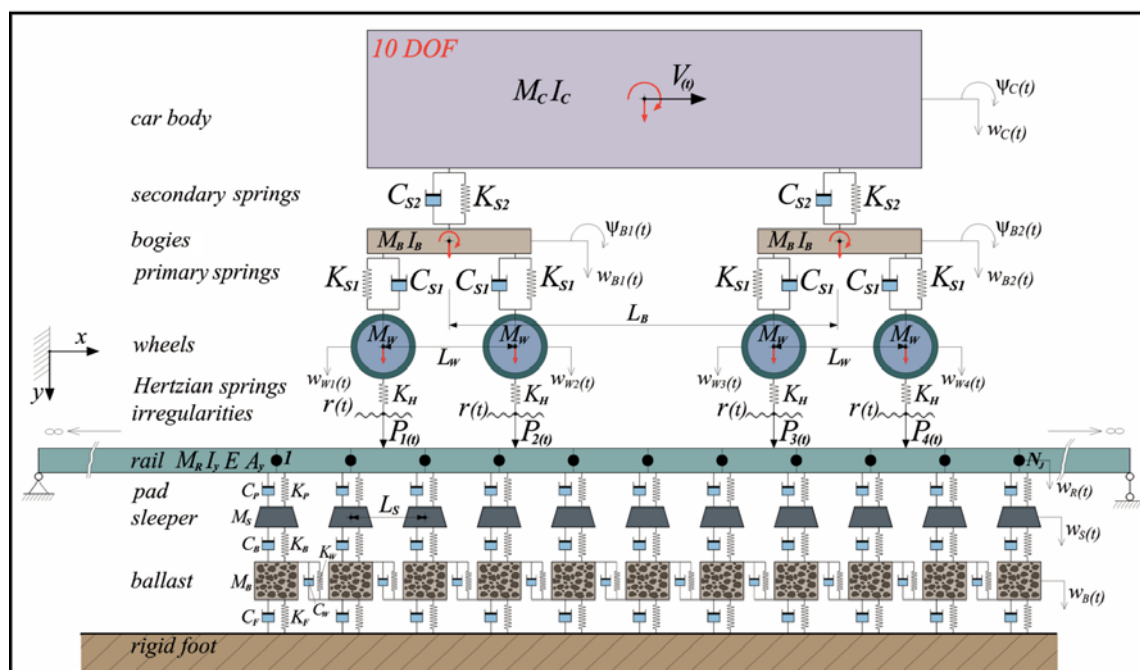 10 DOF
M_C I_C
V_(t)
ψ_C(t)
w_C(t)
car body
secondary springs
C_S2
K_S2
C_S2
K_S2
bogies
M_B I_B
ψ_B1(t)
w_B1(t)
M_B I_B
ψ_B2(t)
w_B2(t)
primary springs
K_S1
C_S1
C_S1
K_S1
K_S1
C_S1
C_S1
K_S1
L_B
x
y
wheels
M_W
M_W
M_W
M_W
L_W
L_W
w_W1(t)
w_W2(t)
w_W3(t)
w_W4(t)
Hertzian springs
K_H
K_H
K_H
K_H
irregularities
r(t)
r(t)
r(t)
r(t)
P_1(t)
P_2(t)
P_3(t)
P_4(t)
∞
∞
rail M_R I_y E A_y
1
N_J
w_R(t)
pad
C_P
K_P
sleeper
M_S
L_S
w_S(t)
C_B
K_B
K_W
ballast
M_B
w_B(t)
C_W
C_F
K_F
rigid foot